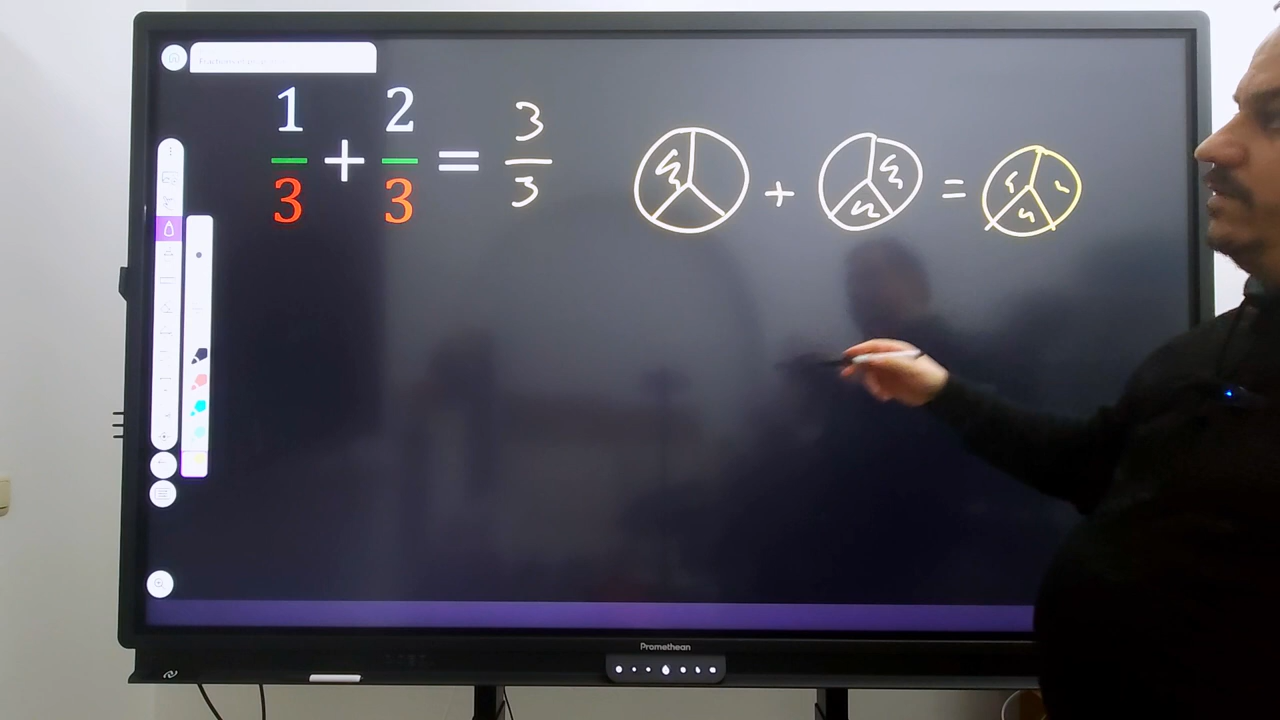 1/3 + 2/3 = 3/3
+ =
Promethean